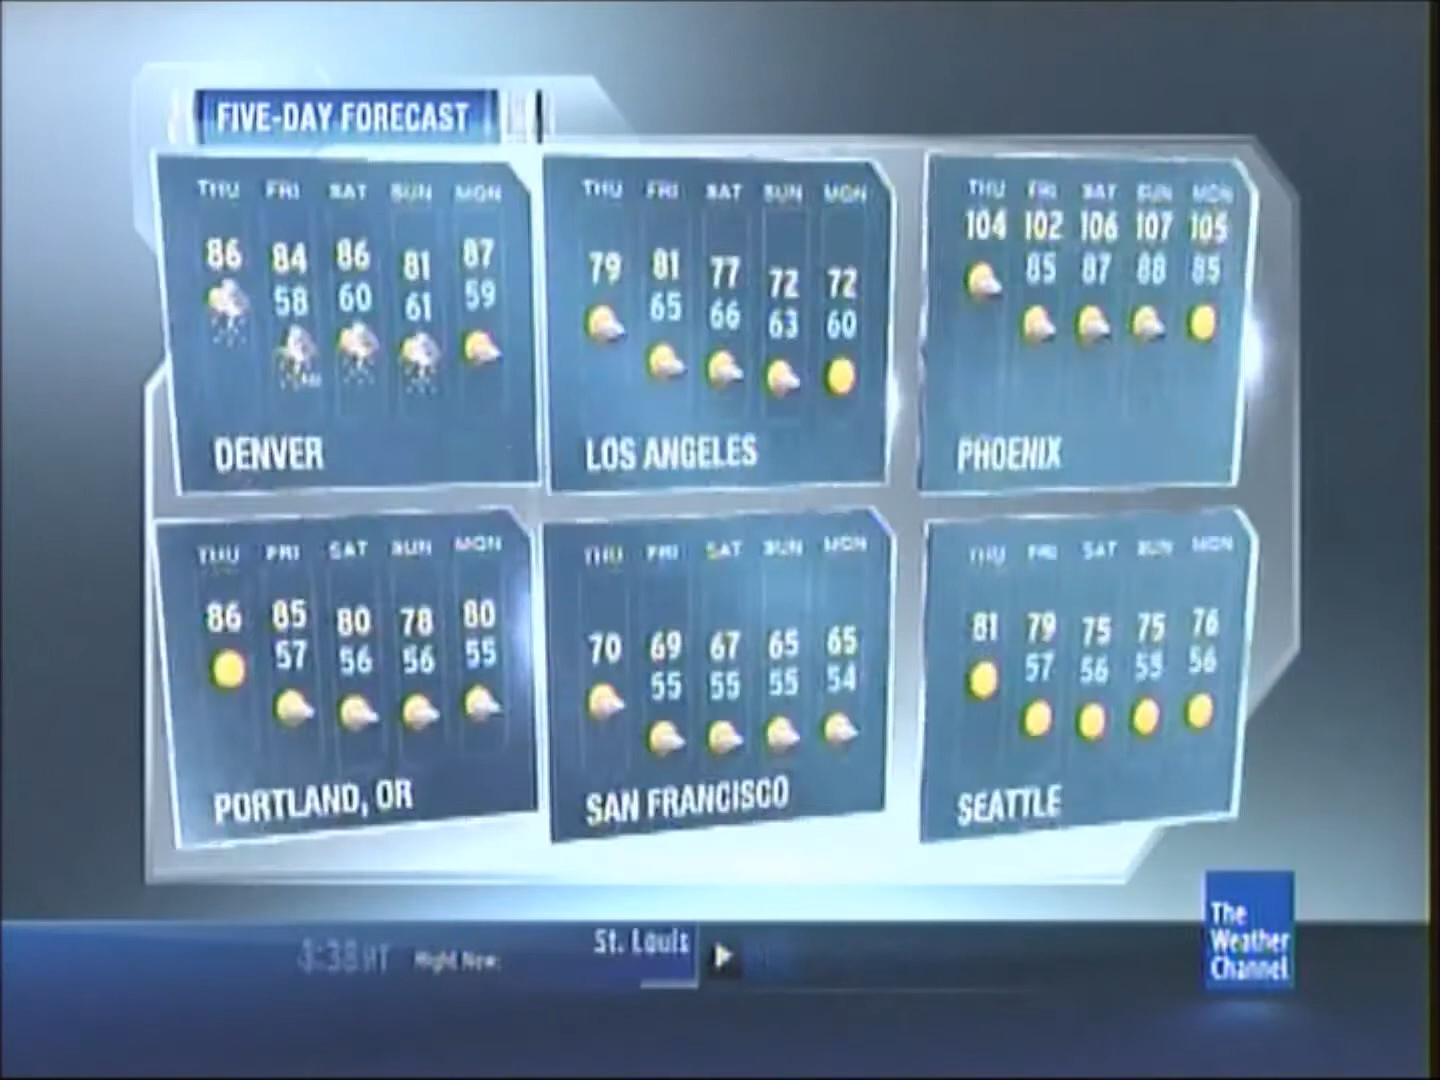 FIVE-DAY FORECAST
THU FRI SAT SUN MON
86 84 86 81 87
58 60 61 59
DENVER
THU FRI SAT SUN MON
79 81 77 72 72
65 66 63 60
LOS ANGELES
THU FRI SAT SUN MON
104 102 106 107 105
85 87 88 85
PHOENIX
THU FRI SAT SUN MON
86 85 80 78 80
57 56 56 55
PORTLAND, OR
THU FRI SAT SUN MON
70 69 67 65 65
55 55 55 54
SAN FRANCISCO
THU FRI SAT SUN MON
81 79 75 75 76
57 56 56
SEATTLE
4:38 Right Now:
St. Louis
The
Weather
Channel